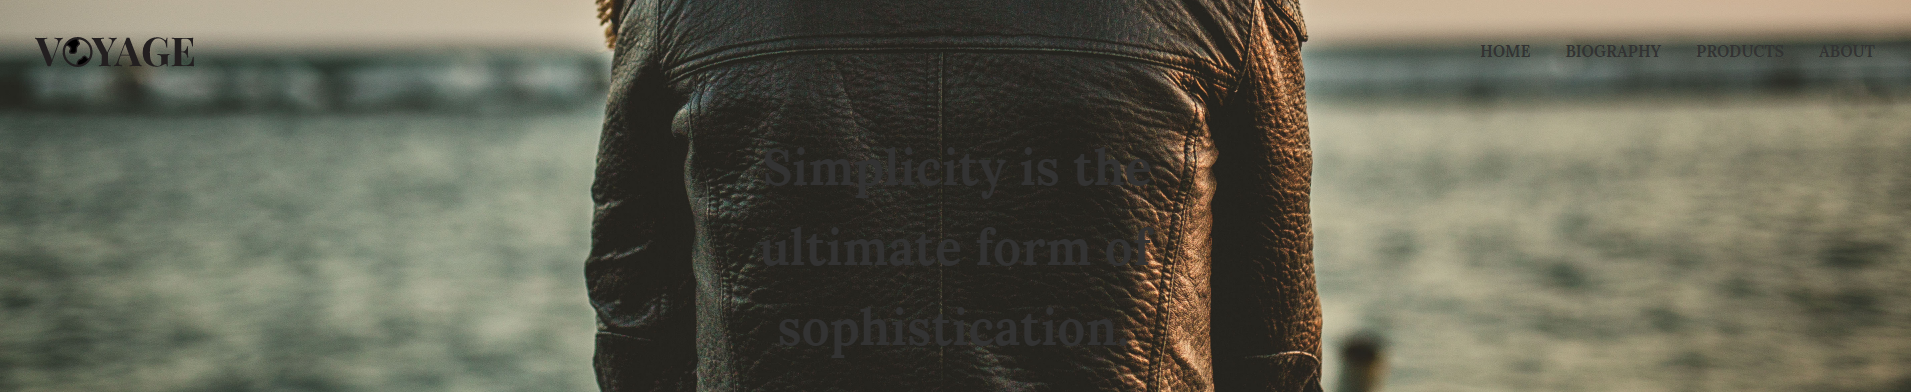 VOYAGE
HOME BIOGRAPHY PRODUCTS ABOUT
Simplicity is the
ultimate form of
sophistication.